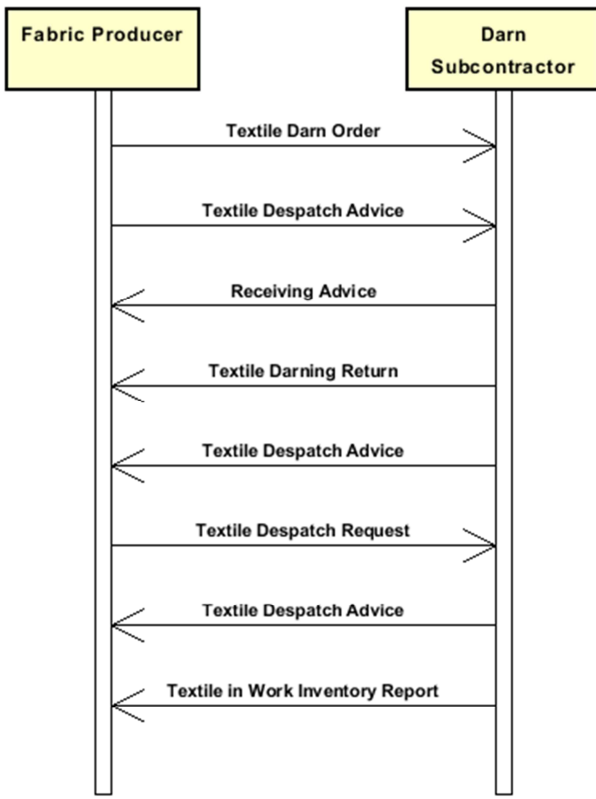 Fabric Producer
Darn
Subcontractor
Textile Darn Order
Textile Despatch Advice
Receiving Advice
Textile Darning Return
Textile Despatch Advice
Textile Despatch Request
Textile Despatch Advice
Textile in Work Inventory Report